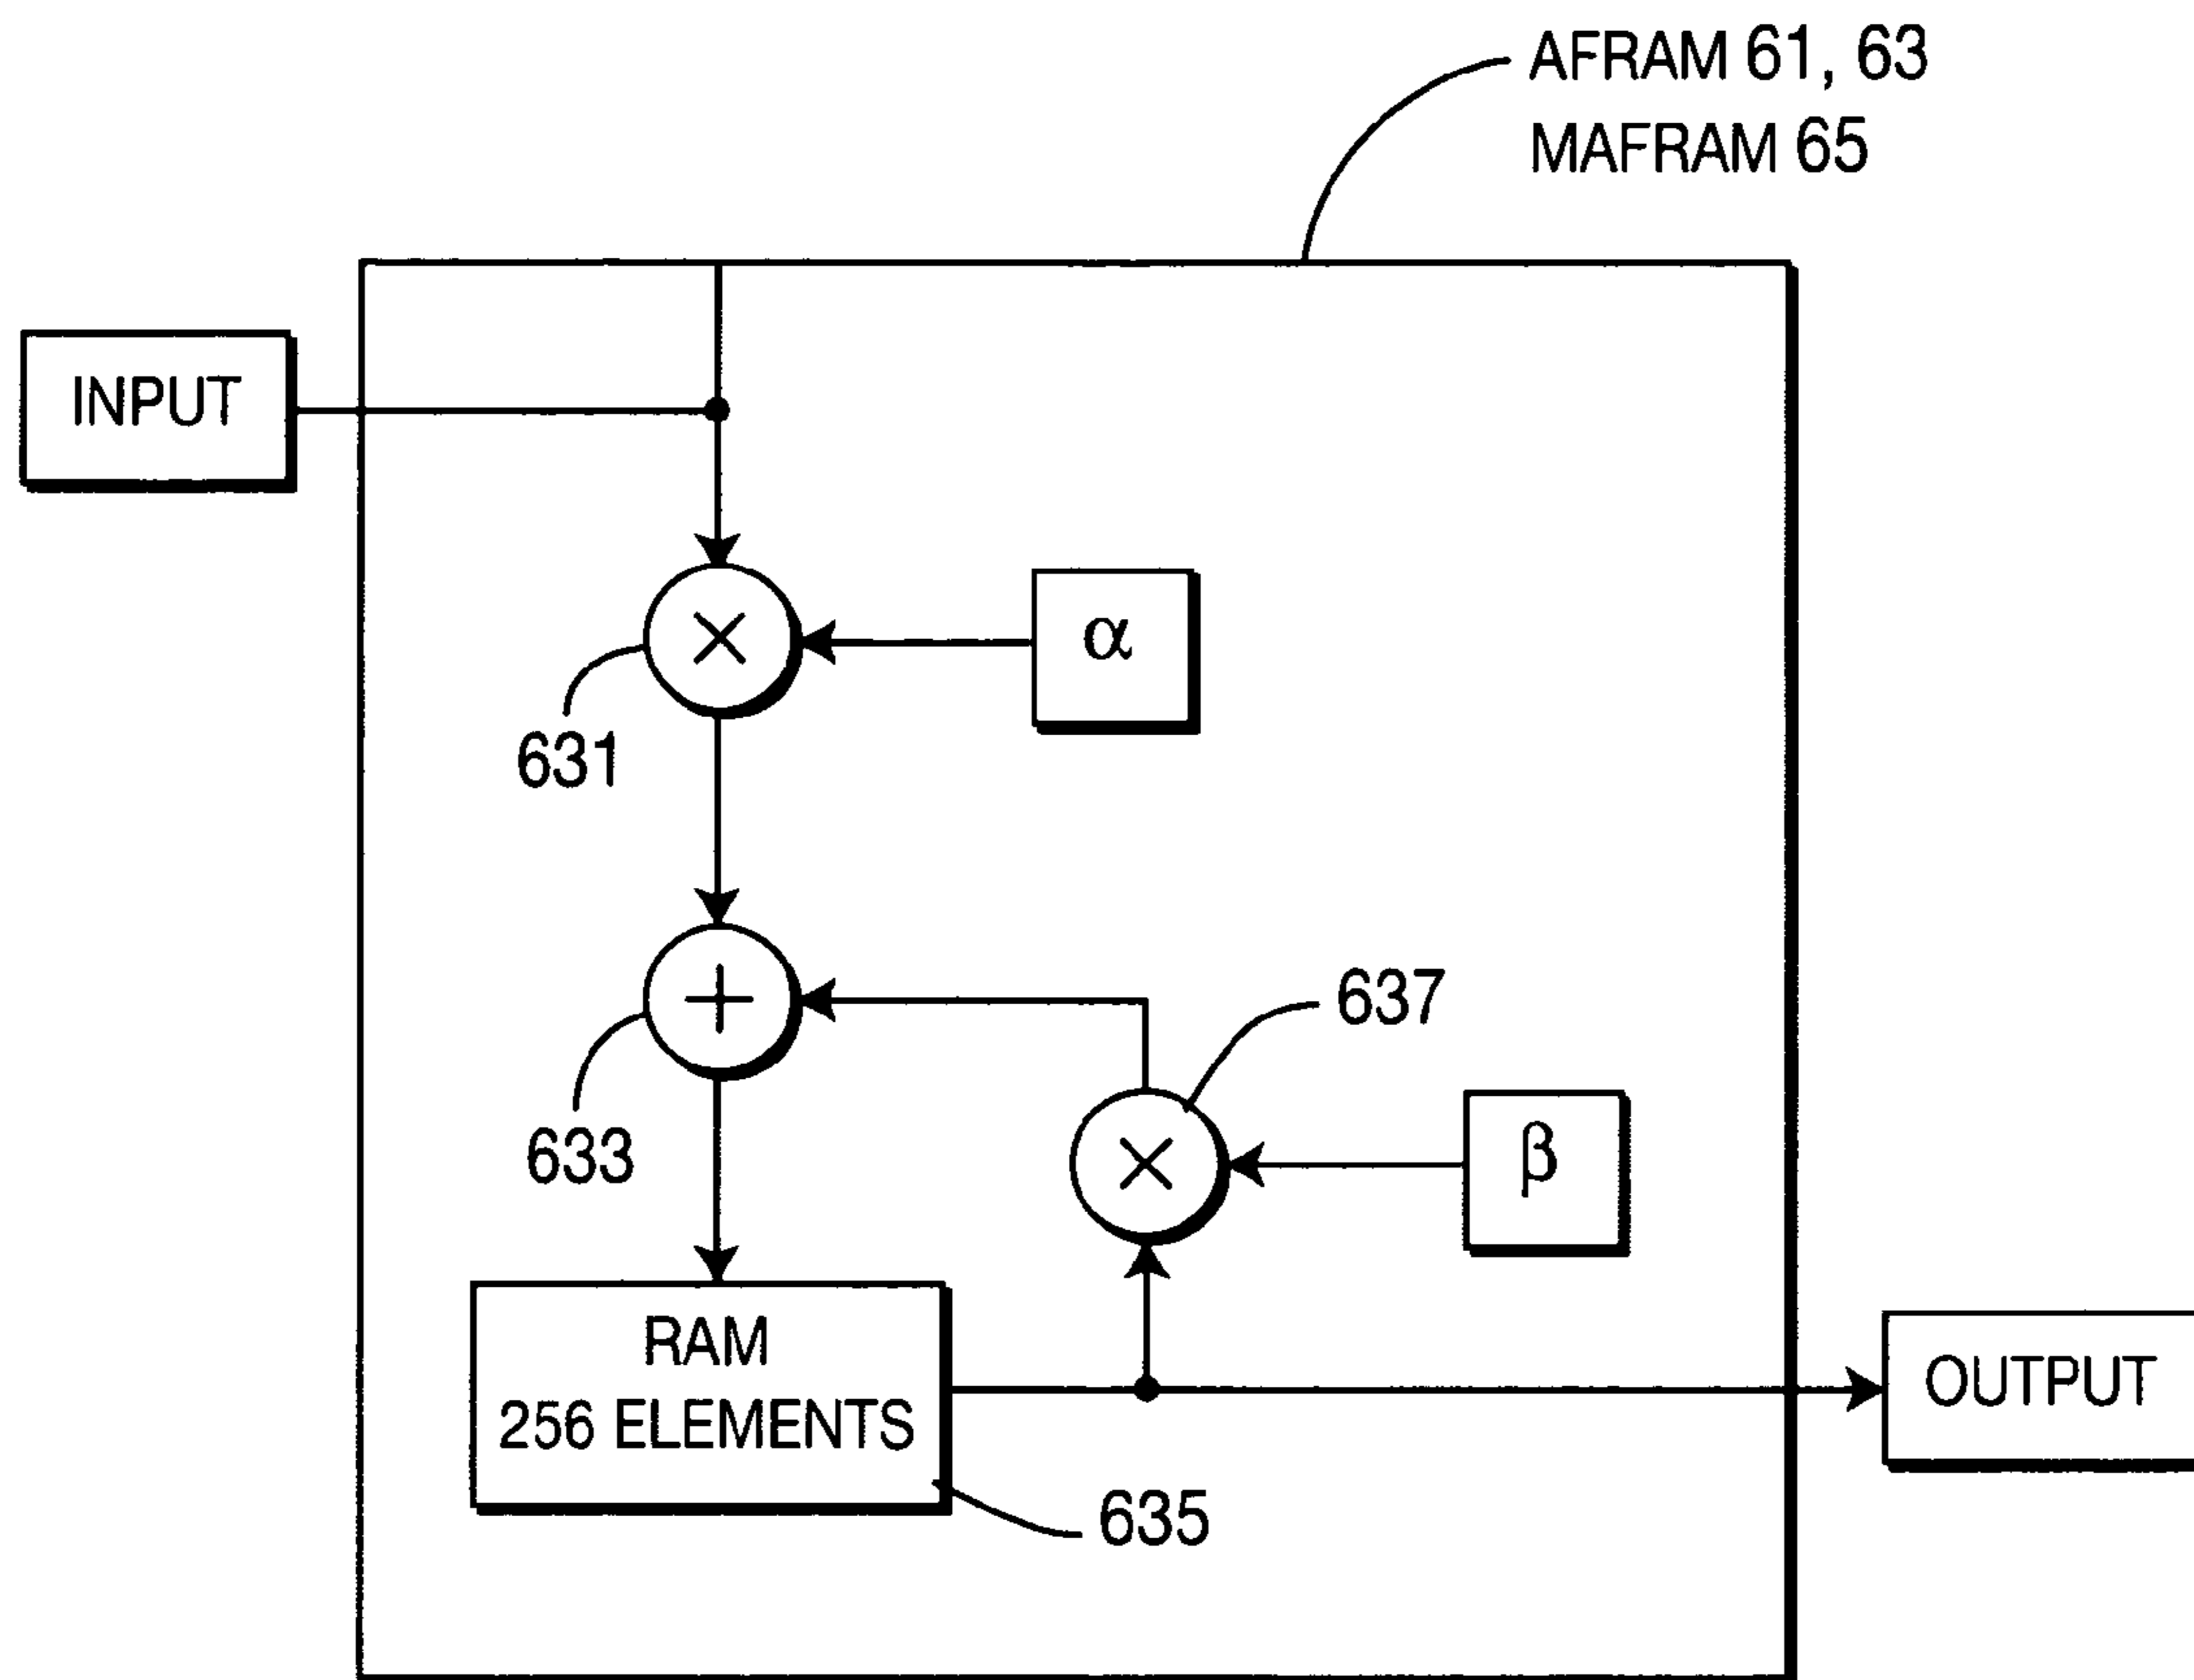 AFRAM 61, 63
MAFRAM 65
INPUT
α
631
637
633
β
RAM
256 ELEMENTS
OUTPUT
635